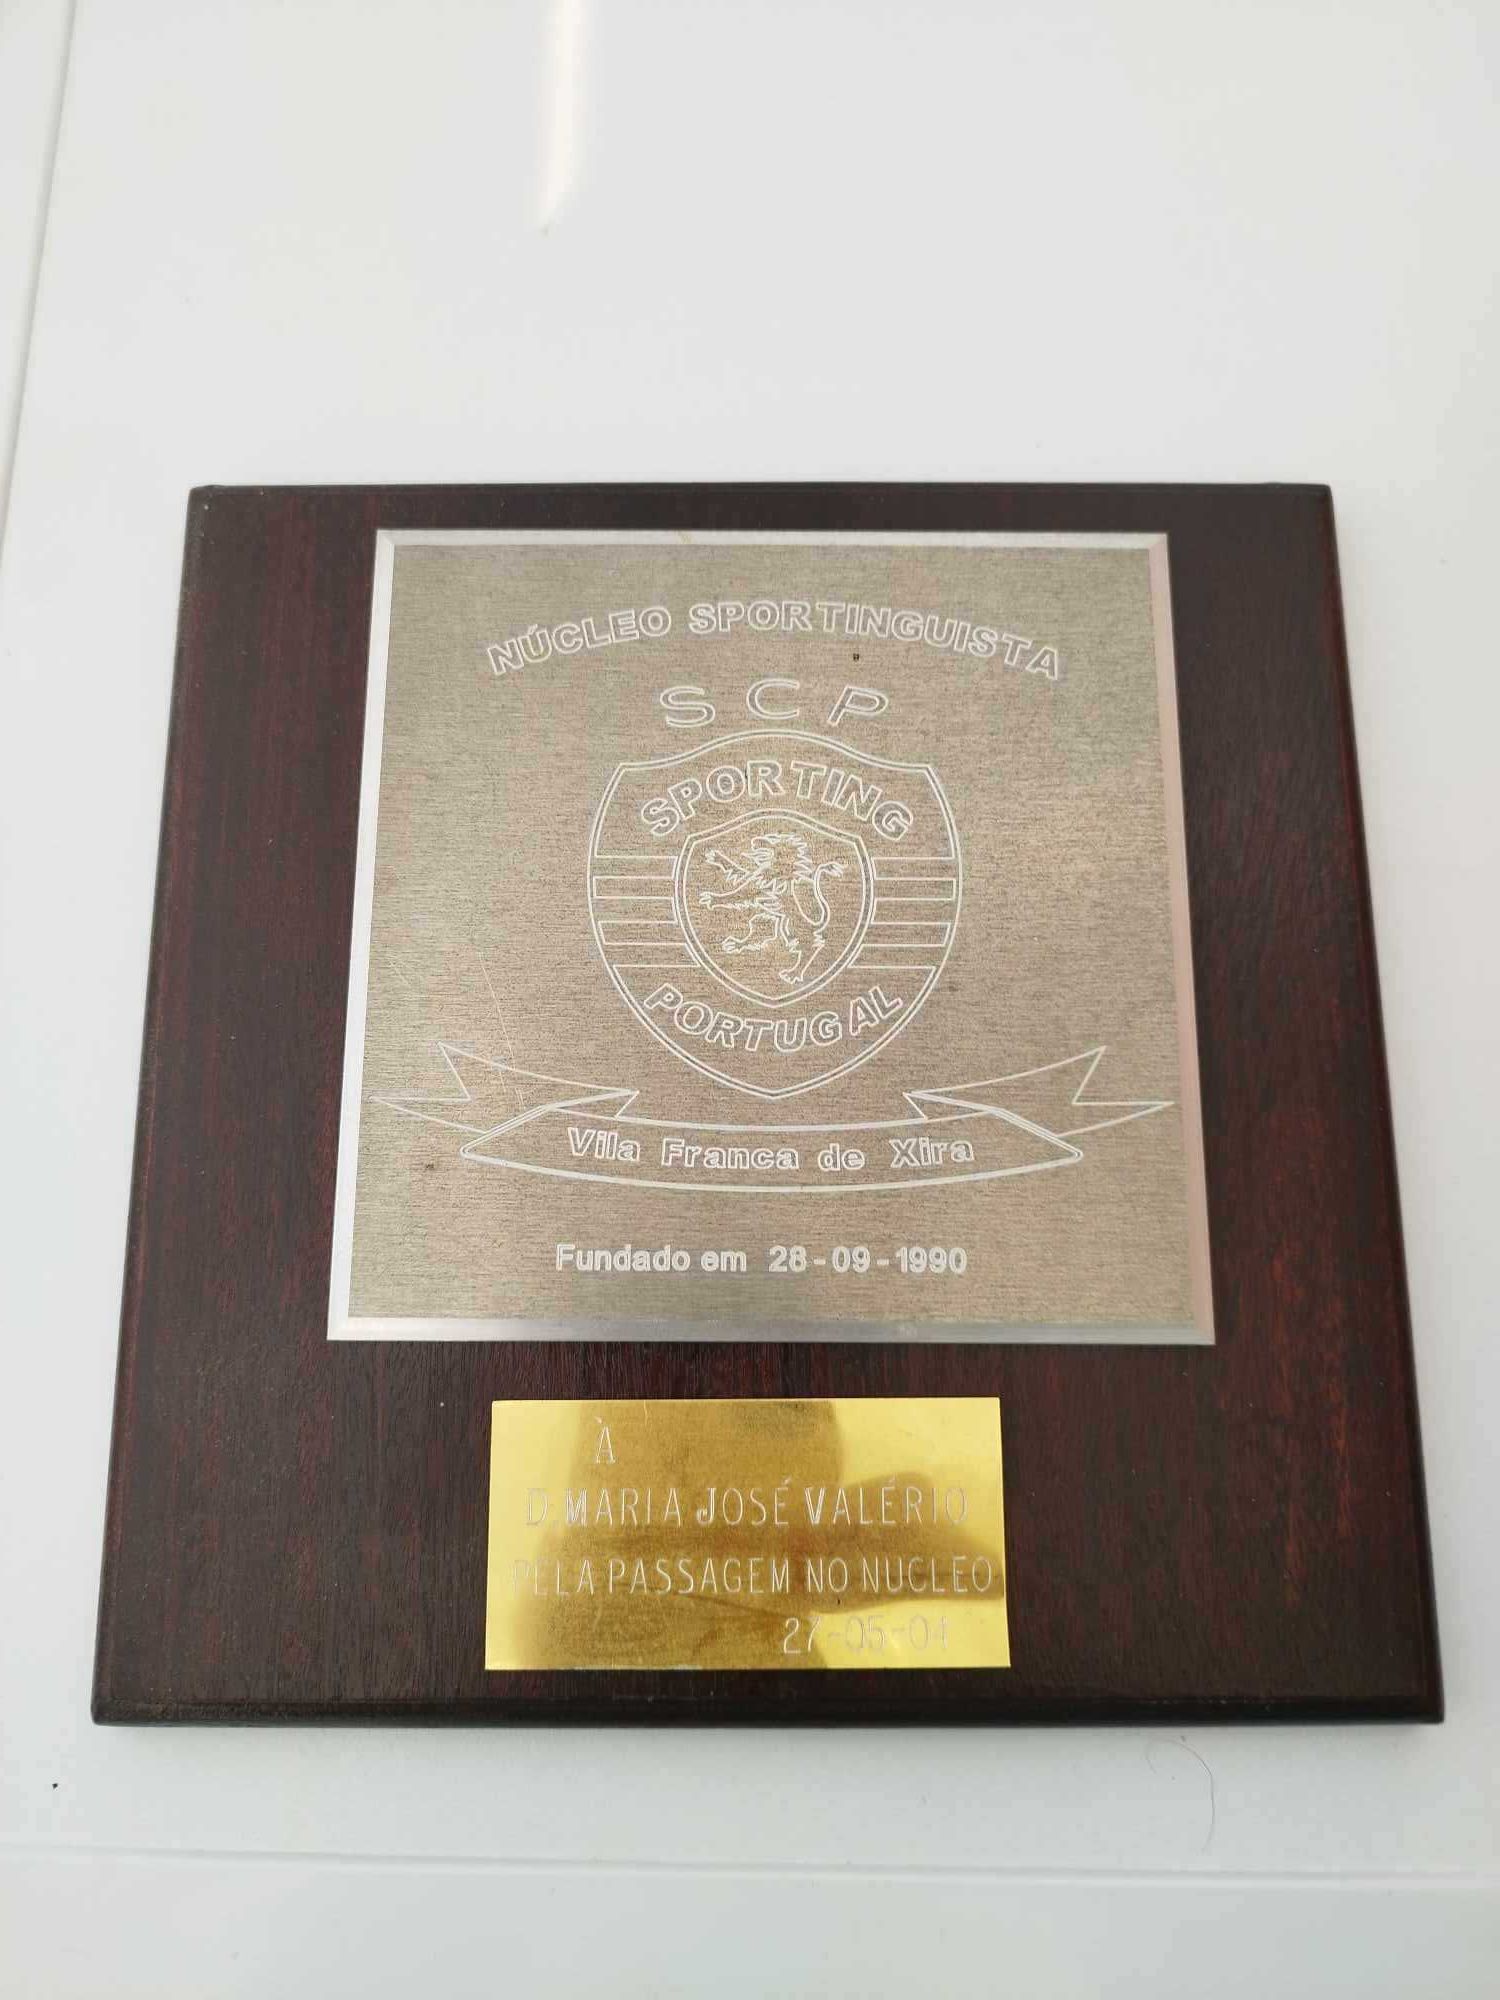 NÚCLEO SPORTINGUISTA
SCP
SPORTING
PORTUGAL
Vila Franca de Xira
Fundado em 28-09-1990
À
D. MARIA JOSÉ VALÉRIO
PELA PASSAGEM NO NUCLEO
27-05-04